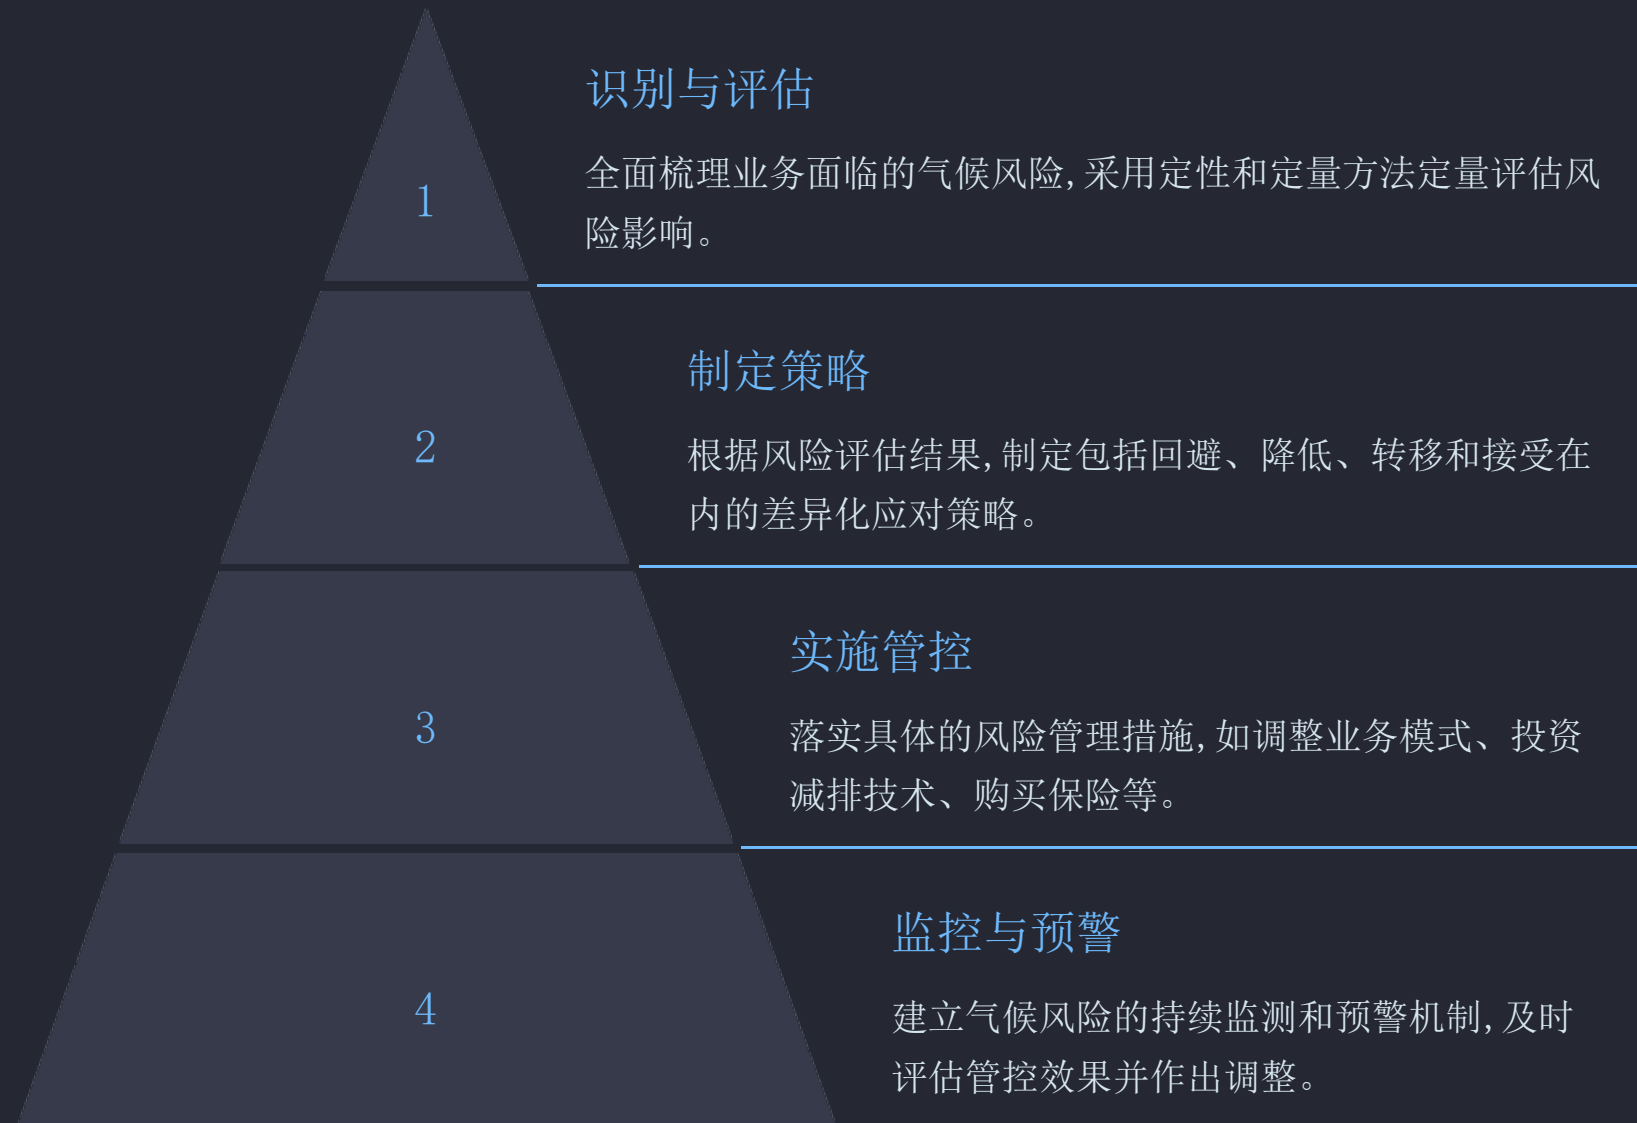 识别与评估
1
全面梳理业务面临的气候风险,采用定性和定量方法定量评估风
险影响。
制定策略
2
根据风险评估结果,制定包括回避、降低、转移和接受在
内的差异化应对策略。
实施管控
3
落实具体的风险管理措施,如调整业务模式、投资
减排技术、购买保险等。
监控与预警
4
建立气候风险的持续监测和预警机制,及时
评估管控效果并作出调整。